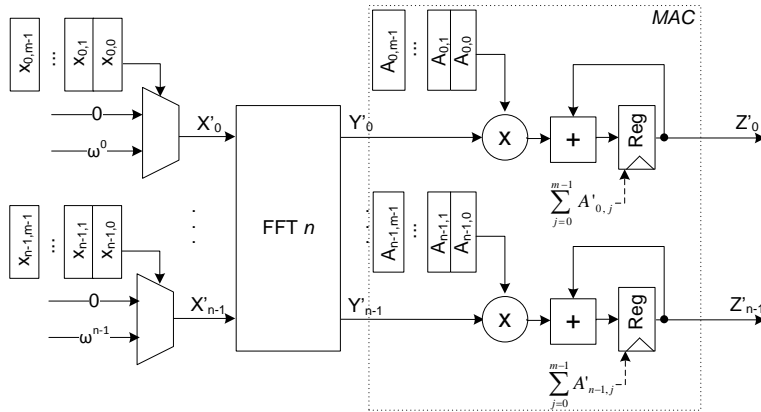 MAC
x0,m-1 ... x0,1 x0,0
A0,m-1 ... A0,1 A0,0
0
ω^0
X'0
Y'0
x
+
Reg
Z'0
∑_{j=0}^{m-1} A'0,j
FFT n
xn-1,m-1 ... xn-1,1 xn-1,0
An-1,m-1 ... An-1,1 An-1,0
0
ω^n-1
X'n-1
Y'n-1
x
+
Reg
Z'n-1
∑_{j=0}^{m-1} A'n-1,j